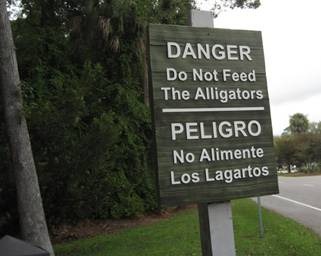 DANGER
Do Not Feed
The Alligators
PELIGRO
No Alimente
Los Lagartos